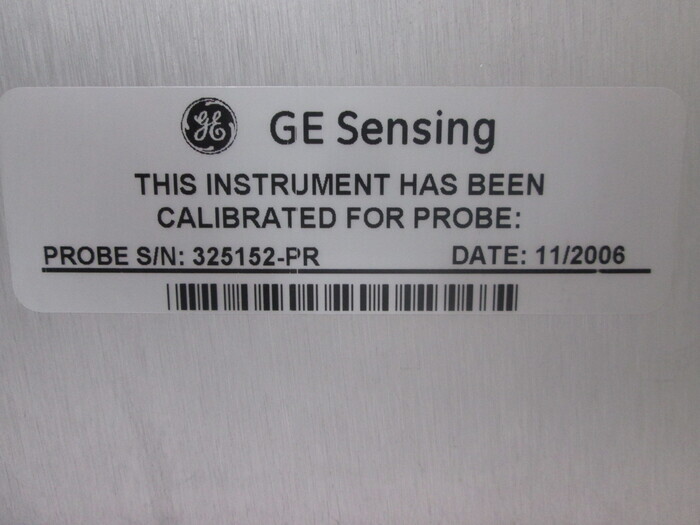 GE GE Sensing
THIS INSTRUMENT HAS BEEN
CALIBRATED FOR PROBE:
PROBE S/N: 325152-PR DATE: 11/2006